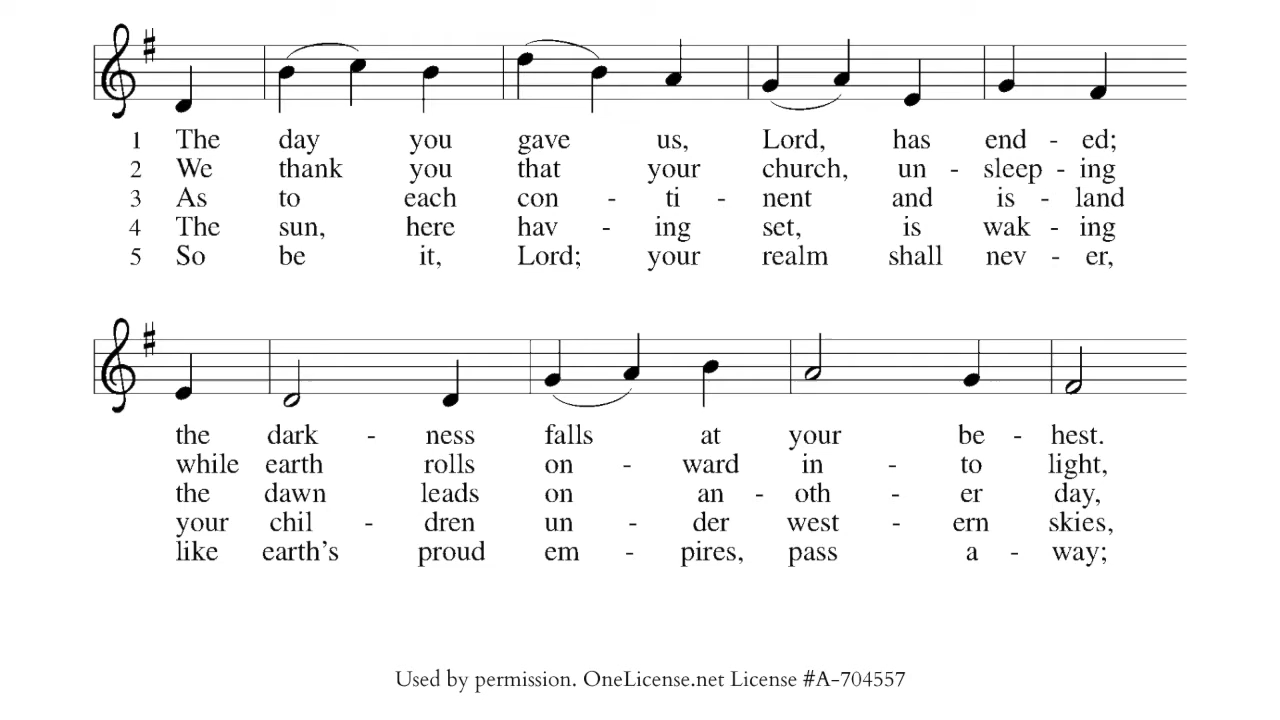 1 The day you gave us, Lord, has end - ed;
2 We thank you that your church, un - sleep - ing
3 As to each con - ti - nent and is - land
4 The sun, here hav - ing set, is wak - ing
5 So be it, Lord; your realm shall nev - er,
the dark - ness falls at your be - hest.
while earth rolls on - ward in - to light,
the dawn leads on an - oth - er day,
your chil - dren un - der west - ern skies,
like earth’s proud em - pires, pass a - way;
Used by permission. OneLicense.net License #A-704557